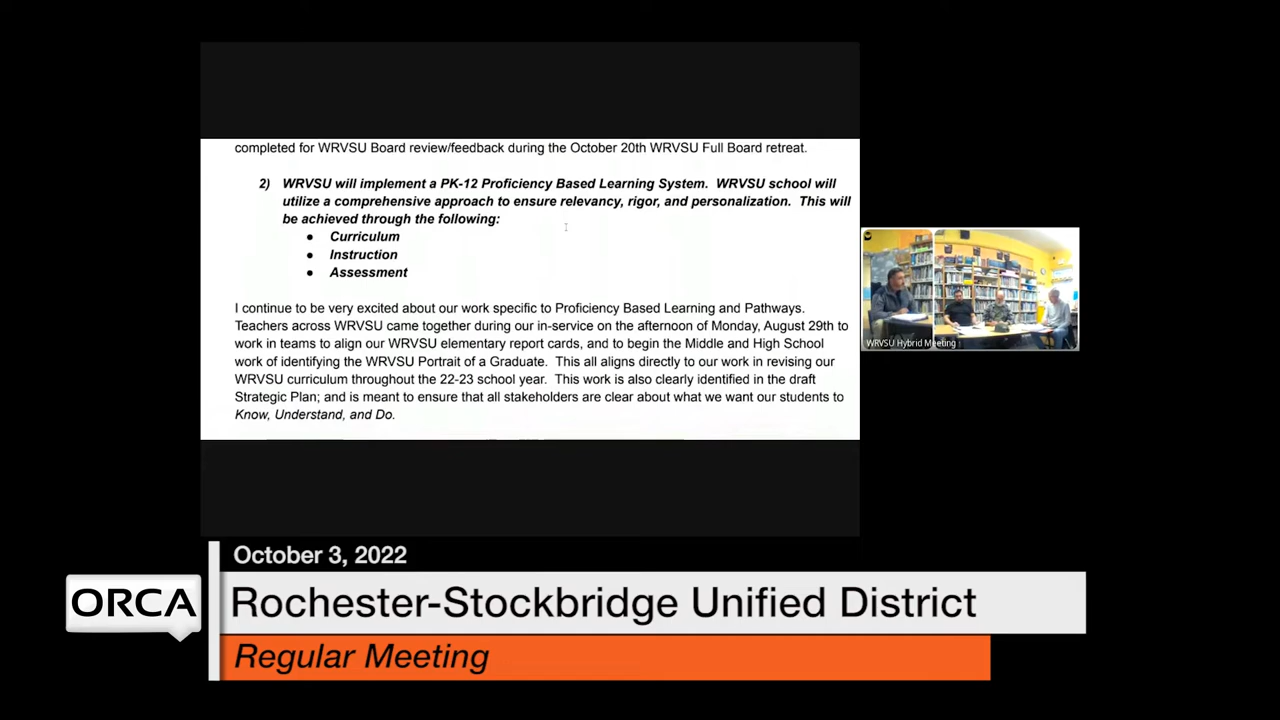 completed for WRVSU Board review/feedback during the October 20th WRVSU Full Board retreat.
2) WRVSU will implement a PK-12 Proficiency Based Learning System. WRVSU school will
utilize a comprehensive approach to ensure relevancy, rigor, and personalization. This will
be achieved through the following:
● Curriculum
● Instruction
● Assessment
I continue to be very excited about our work specific to Proficiency Based Learning and Pathways.
Teachers across WRVSU came together during our in-service on the afternoon of Monday, August 29th to
work in teams to align our WRVSU elementary report cards, and to begin the Middle and High School
work of identifying the WRVSU Portrait of a Graduate. This all aligns directly to our work in revising our
WRVSU curriculum throughout the 22-23 school year. This work is also clearly identified in the draft
Strategic Plan; and is meant to ensure that all stakeholders are clear about what we want our students to
Know, Understand, and Do.
WRVSU Hybrid Meeting
October 3, 2022
ORCA
Rochester-Stockbridge Unified District
Regular Meeting